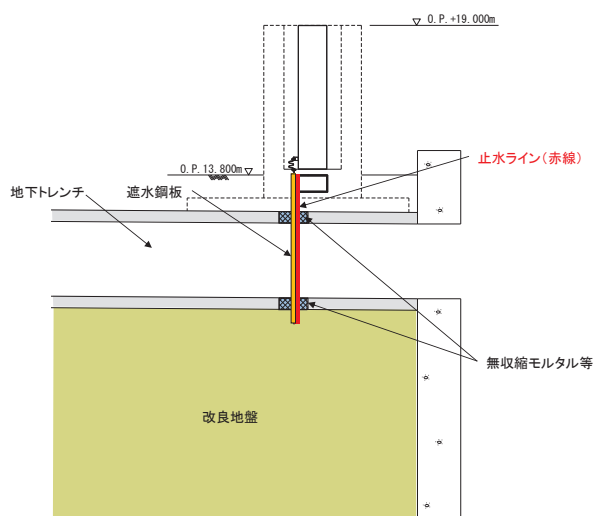 O.P.+19.000m
止水ライン(赤線)
O.P.13.800m
地下トレンチ
遮水鋼板
無収縮モルタル等
改良地盤